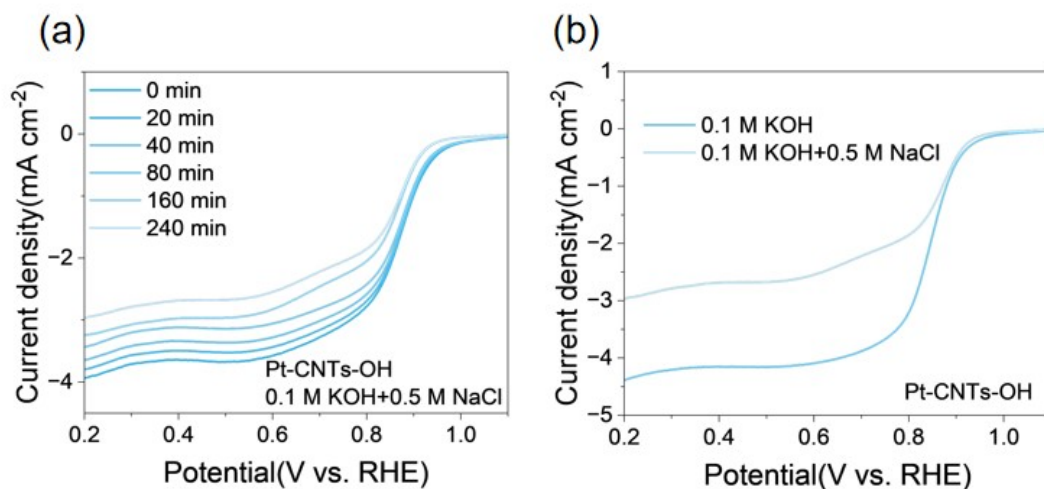 (a)
0 min
20 min
40 min
80 min
160 min
240 min
0
−2
−4
Current density(mA cm⁻²)
Pt-CNTs-OH
0.1 M KOH+0.5 M NaCl
0.2 0.4 0.6 0.8 1.0
Potential(V vs. RHE)
(b)
0.1 M KOH
0.1 M KOH+0.5 M NaCl
1
0
−1
−2
−3
−4
−5
Current density(mA cm⁻²)
Pt-CNTs-OH
0.2 0.4 0.6 0.8 1.0
Potential(V vs. RHE)